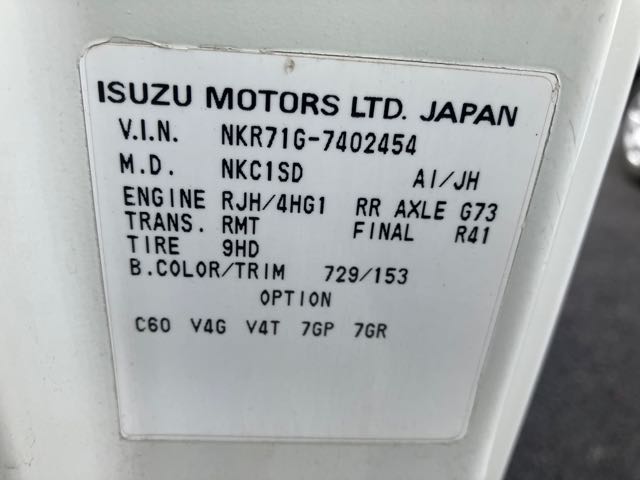 ISUZU MOTORS LTD. JAPAN
V.I.N. NKR71G-7402454
M.D. NKC1SD AI/JH
ENGINE RJH/4HG1 RR AXLE G73
TRANS. RMT FINAL R41
TIRE 9HD
B.COLOR/TRIM 729/153
OPTION
C60 V4G V4T 7GP 7GR